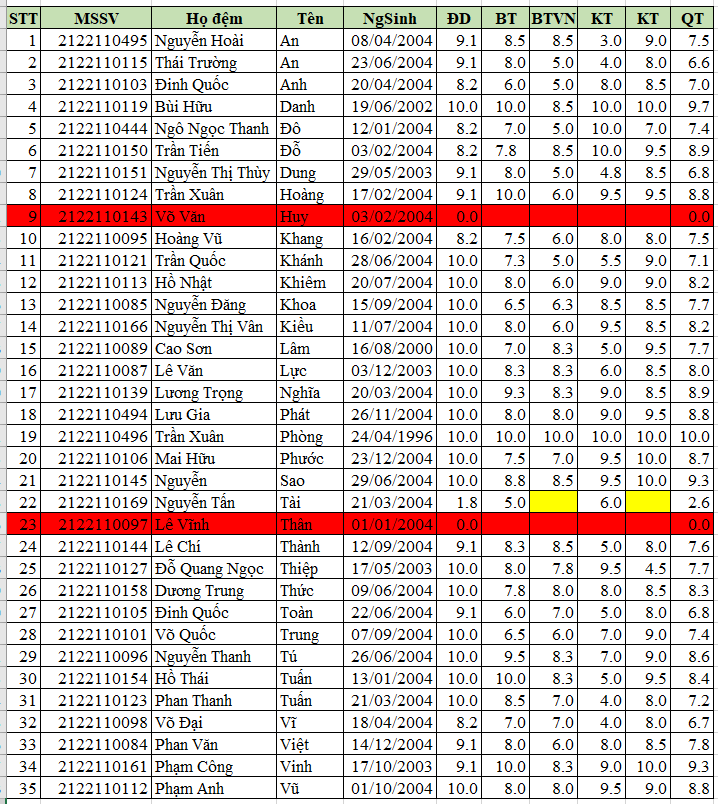 STT MSSV Họ đệm Tên NgSinh ĐD BT BTVN KT KT QT
1 2122110495 Nguyễn Hoài An 08/04/2004 9.1 8.5 8.5 3.0 9.0 7.5
2 2122110115 Thái Trường An 23/06/2004 9.1 8.0 5.0 4.0 8.0 6.6
3 2122110103 Đinh Quốc Anh 20/04/2004 8.2 6.0 5.0 8.0 8.5 7.0
4 2122110119 Bùi Hữu Danh 19/06/2002 10.0 10.0 8.5 10.0 10.0 9.7
5 2122110444 Ngô Ngọc Thanh Đô 12/01/2004 8.2 7.0 5.0 10.0 7.0 7.4
6 2122110150 Trần Tiến Đỗ 03/02/2004 8.2 7.8 8.5 10.0 9.5 8.9
7 2122110151 Nguyễn Thị Thùy Dung 29/05/2003 9.1 8.0 5.0 4.8 8.5 6.8
8 2122110124 Trần Xuân Hoàng 17/02/2004 9.1 10.0 6.0 9.5 9.5 8.8
9 2122110143 Võ Văn Huy 03/02/2004 0.0 0.0
10 2122110095 Hoàng Vũ Khang 16/02/2004 8.2 7.5 6.0 8.0 8.0 7.5
11 2122110121 Trần Quốc Khánh 28/06/2004 10.0 7.3 5.0 5.5 9.0 7.1
12 2122110113 Hồ Nhật Khiêm 20/07/2004 10.0 8.0 6.0 9.0 9.0 8.2
13 2122110085 Nguyễn Đăng Khoa 15/09/2004 10.0 6.5 6.3 8.5 8.5 7.7
14 2122110166 Nguyễn Thị Vân Kiều 11/07/2004 10.0 8.0 6.0 9.5 8.5 8.2
15 2122110089 Cao Sơn Lâm 16/08/2000 10.0 7.0 8.3 5.0 9.5 7.7
16 2122110087 Lê Văn Lực 03/12/2003 10.0 8.3 8.3 6.0 8.5 8.0
17 2122110139 Lương Trọng Nghĩa 20/03/2004 10.0 9.3 8.3 9.0 8.5 8.9
18 2122110494 Lưu Gia Phát 26/11/2004 10.0 8.0 8.0 9.0 9.5 8.8
19 2122110496 Trần Xuân Phòng 24/04/1996 10.0 10.0 10.0 10.0 10.0 10.0
20 2122110106 Mai Hữu Phước 23/12/2004 10.0 7.5 7.0 9.5 10.0 8.7
21 2122110145 Nguyễn Sao 29/06/2004 10.0 8.8 8.5 9.5 10.0 9.3
22 2122110169 Nguyễn Tấn Tài 21/03/2004 1.8 5.0 6.0 2.6
23 2122110097 Lê Vĩnh Thân 01/01/2004 0.0 0.0
24 2122110144 Lê Chí Thành 12/09/2004 9.1 8.3 8.5 5.0 8.0 7.6
25 2122110127 Đỗ Quang Ngọc Thiệp 17/05/2003 10.0 8.0 7.8 9.5 4.5 7.7
26 2122110158 Dương Trung Thức 09/06/2004 10.0 7.8 8.0 8.0 8.5 8.3
27 2122110105 Đinh Quốc Toàn 22/06/2004 9.1 6.0 7.0 5.0 8.0 6.8
28 2122110101 Võ Quốc Trung 07/09/2004 10.0 6.5 6.0 7.0 9.0 7.4
29 2122110096 Nguyễn Thanh Tú 26/06/2004 10.0 9.5 8.3 7.0 9.0 8.6
30 2122110154 Hồ Thái Tuấn 13/01/2004 10.0 10.0 8.3 5.0 9.5 8.4
31 2122110123 Phan Thanh Tuấn 21/03/2004 10.0 8.5 7.0 4.0 8.0 7.2
32 2122110098 Võ Đại Vĩ 18/04/2004 8.2 7.0 7.0 4.0 8.0 6.7
33 2122110084 Phan Văn Việt 14/12/2004 9.1 8.0 6.0 8.0 8.5 7.8
34 2122110161 Phạm Công Vinh 17/10/2003 9.1 10.0 8.3 9.0 10.0 9.3
35 2122110112 Phạm Anh Vũ 01/10/2004 10.0 8.0 8.0 9.5 9.0 8.8